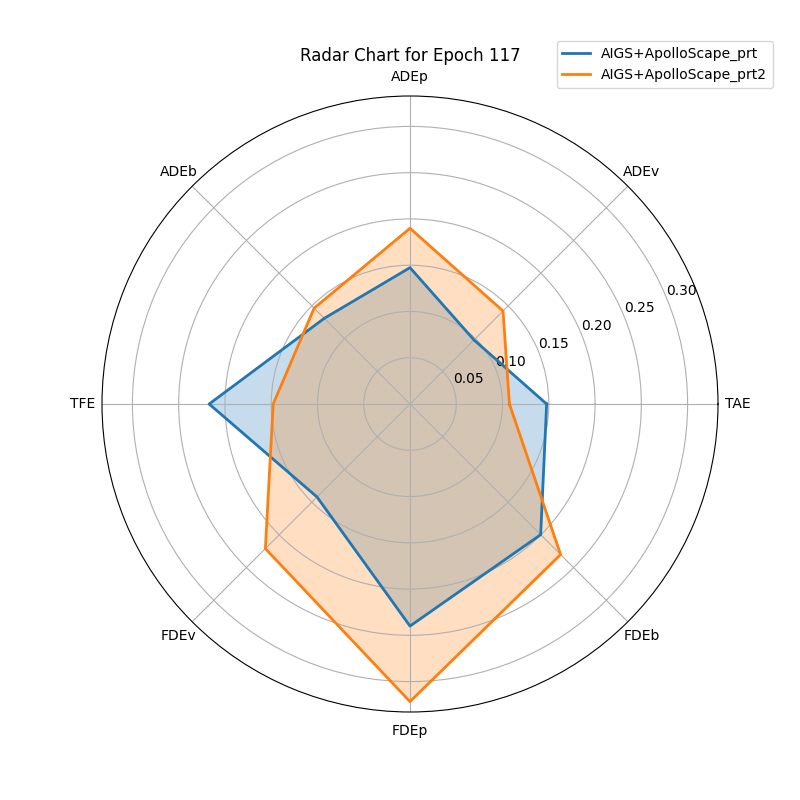 Radar Chart for Epoch 117
AIGS+ApolloScape_prt
AIGS+ApolloScape_prt2
ADEp
ADEb
ADEv
0.30
0.25
0.20
0.15
0.10
0.05
TFE
TAE
FDEv
FDEb
FDEp